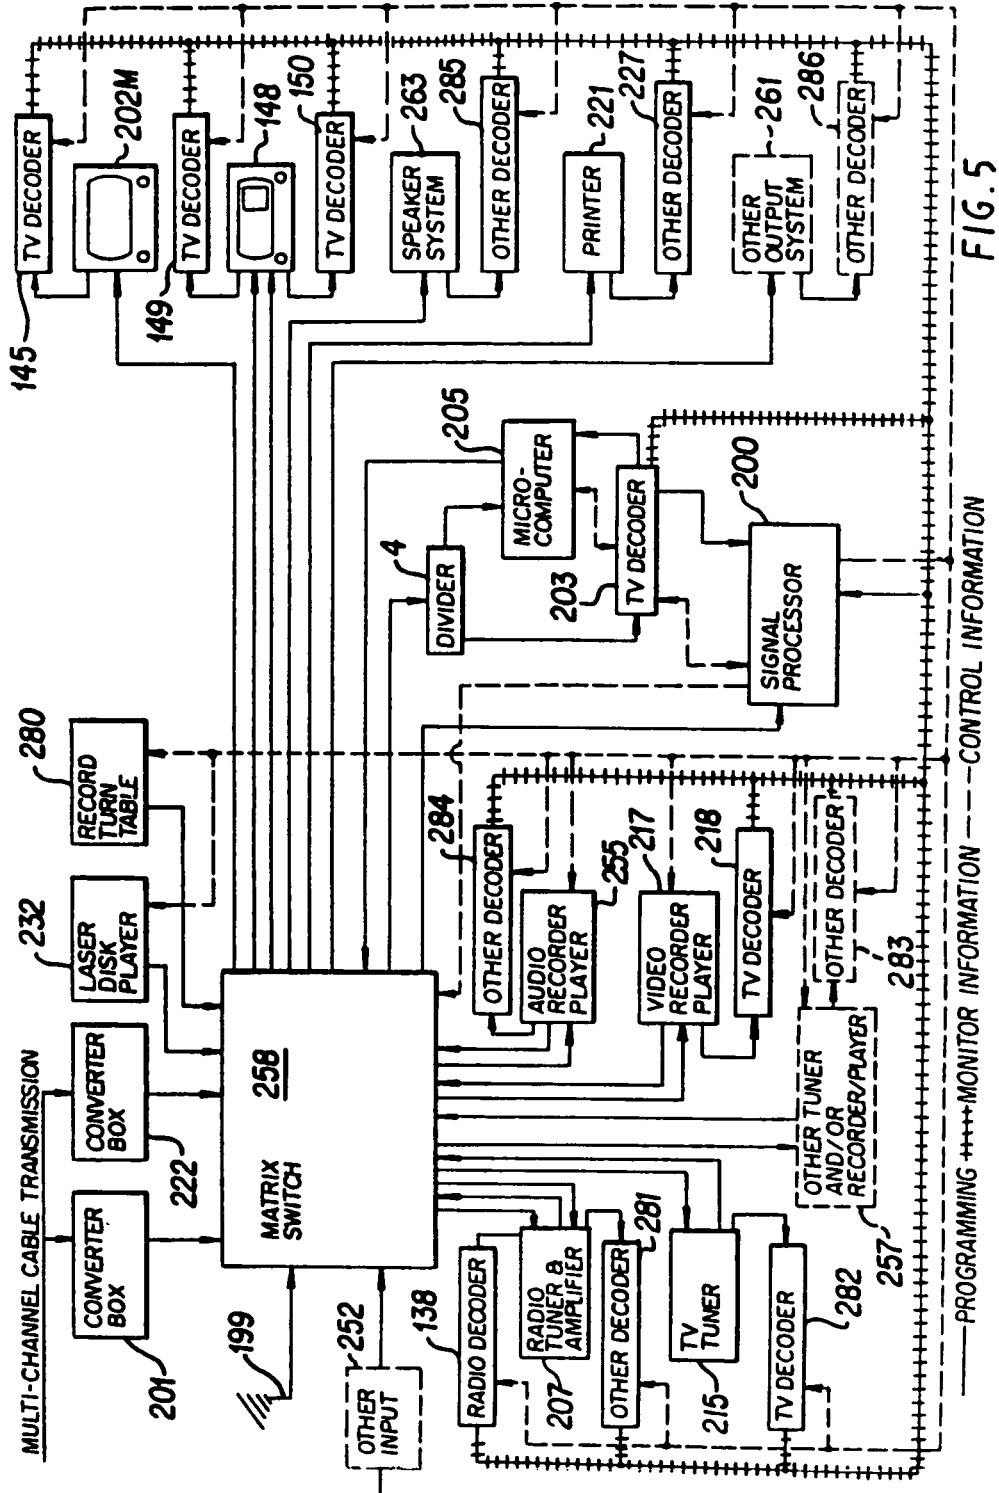 MULTI-CHANNEL CABLE TRANSMISSION
CONVERTER
BOX
201
CONVERTER
BOX
222
LASER
DISK
PLAYER
232
RECORD
TURN
TABLE
280
199
OTHER
INPUT
252
MATRIX
SWITCH
258
DIVIDER
4
MICRO-
COMPUTER
205
TV DECODER
203
SIGNAL
PROCESSOR
200
RADIO DECODER
138
RADIO
TUNER &
AMPLIFIER
207
OTHER DECODER
281
TV
TUNER
215
TV DECODER
282
OTHER TUNER
AND/OR
RECORDER/PLAYER
257
OTHER DECODER
283
OTHER DECODER
284
AUDIO
RECORDER
PLAYER
255
VIDEO
RECORDER
PLAYER
217
TV DECODER
218
TV DECODER
145
202M
TV DECODER
149
148
TV DECODER
150
SPEAKER
SYSTEM
263
OTHER DECODER
285
PRINTER
221
OTHER DECODER
227
OTHER
OUTPUT
SYSTEM
261
OTHER DECODER
286
PROGRAMMING
MONITOR INFORMATION
CONTROL INFORMATION
FIG. 5